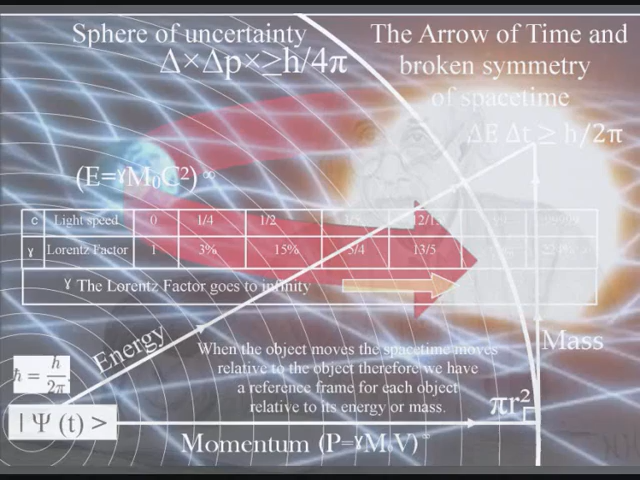 Sphere of uncertainty
Δ×Δp×≥h/4π
The Arrow of Time and
broken symmetry
of spacetime
ΔE Δt ≥ h/2π
(E=ɣM₀C²) ∞
c Light speed 0 1/4 1/2
ɣ Lorentz Factor 1 3% 15% 5/4 13/5
ɣ The Lorentz Factor goes to infinity
Energy
When the object moves the spacetime moves
relative to the object therefore we have
a reference frame for each object
relative to its energy or mass.
Mass
ħ = h/2π
πr²
| Ψ (t) >
Momentum (P=ɣM₀V) ∞